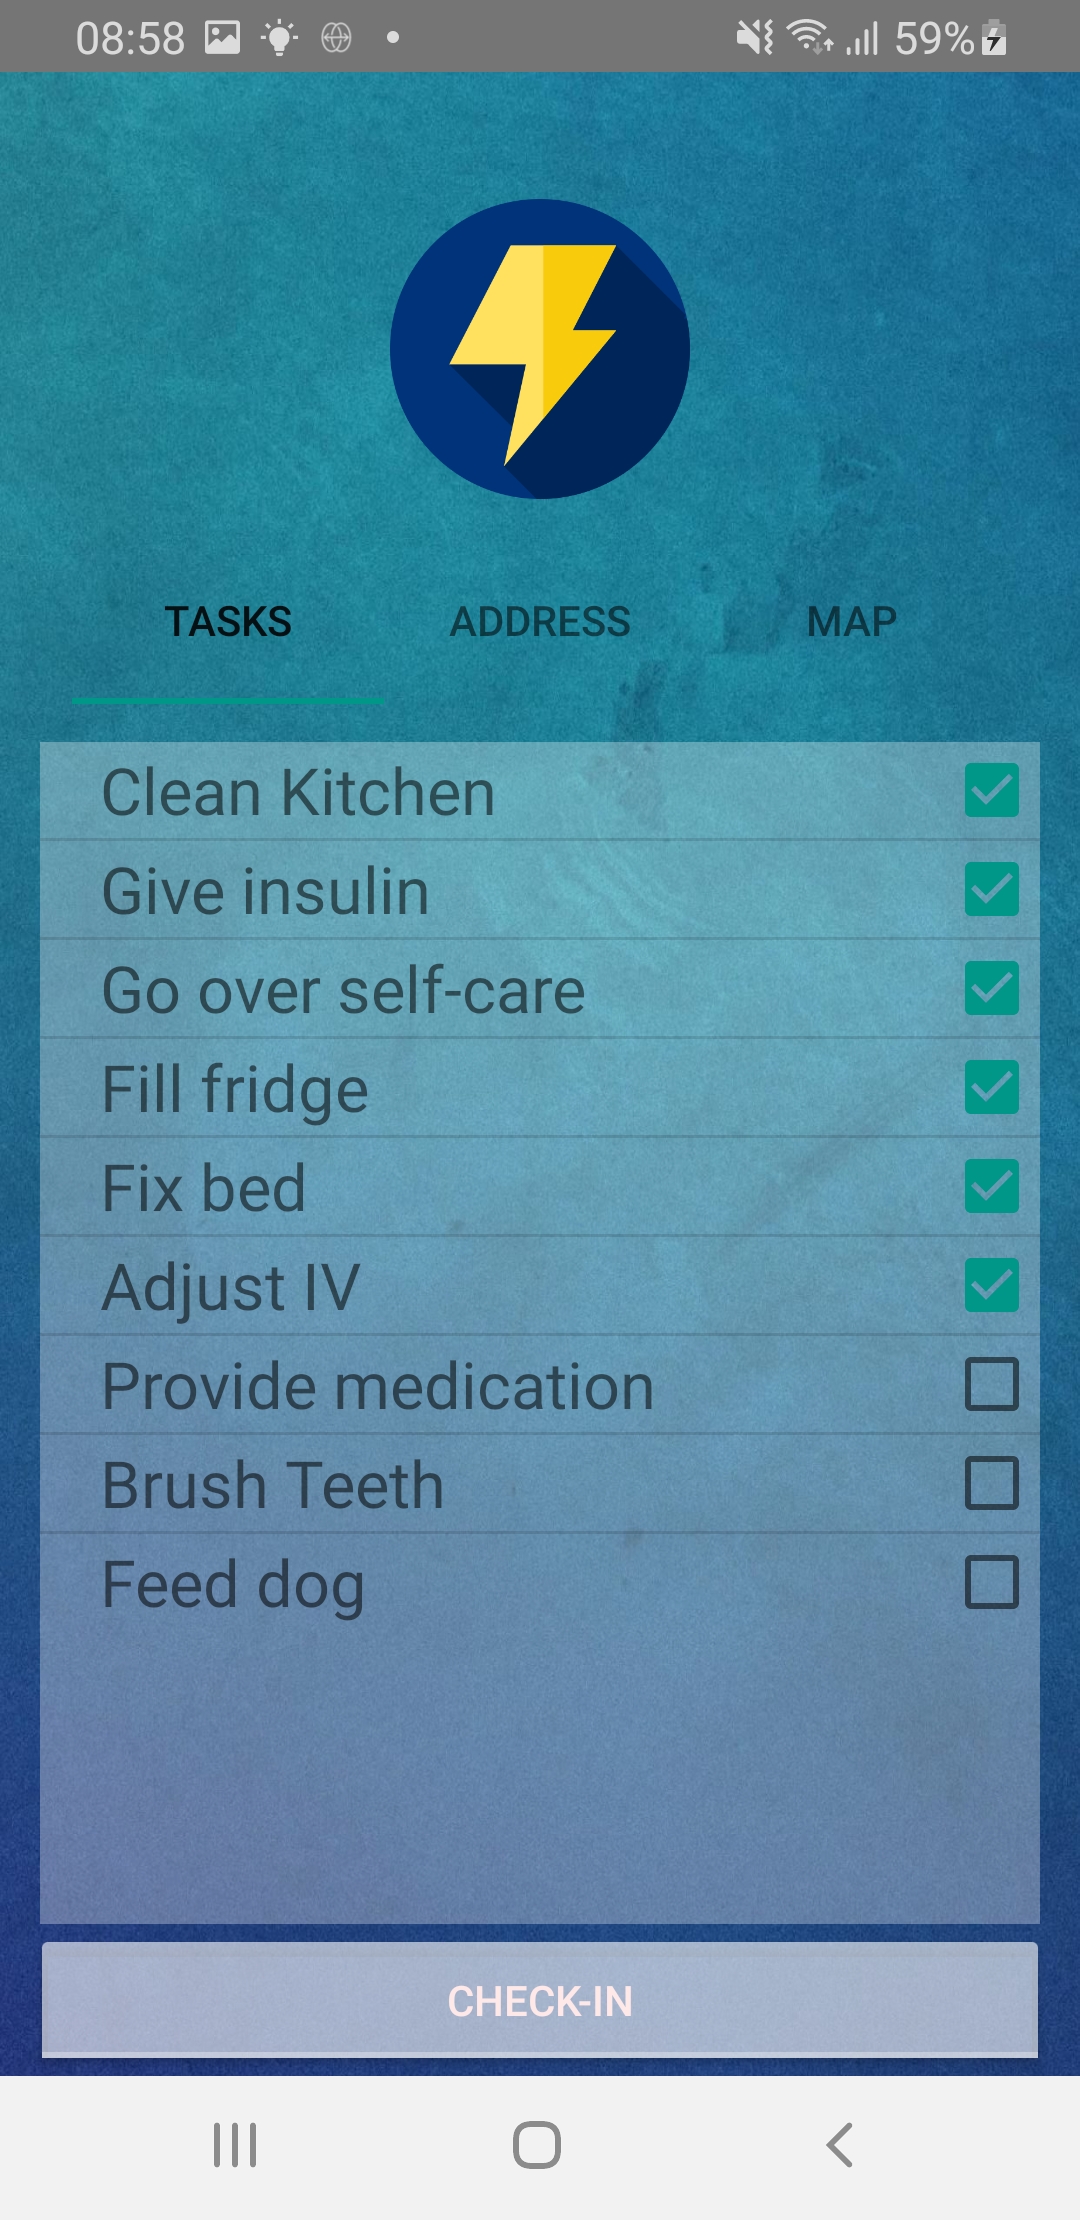 08:58 59%
TASKS ADDRESS MAP
Clean Kitchen
Give insulin
Go over self-care
Fill fridge
Fix bed
Adjust IV
Provide medication
Brush Teeth
Feed dog
CHECK-IN